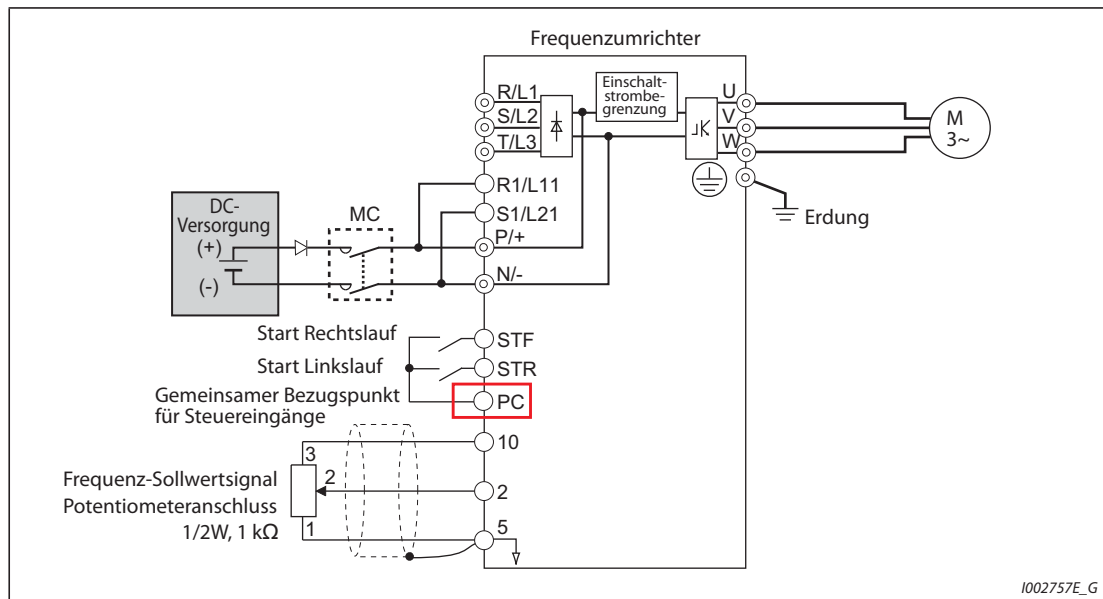 Frequenzumrichter
R/L1
S/L2
T/L3
Einschalt-
strombe-
grenzung
U
V
W
M
3~
R1/L11
S1/L21
DC-
Versorgung
(+)
(-)
MC
P/+
N/-
Erdung
Start Rechtslauf
STF
Start Linkslauf
STR
Gemeinsamer Bezugspunkt
für Steuereingänge
PC
10
3
Frequenz-Sollwertsignal
Potentiometeranschluss
1/2W, 1 kΩ
2
2
1
5
I002757E_G